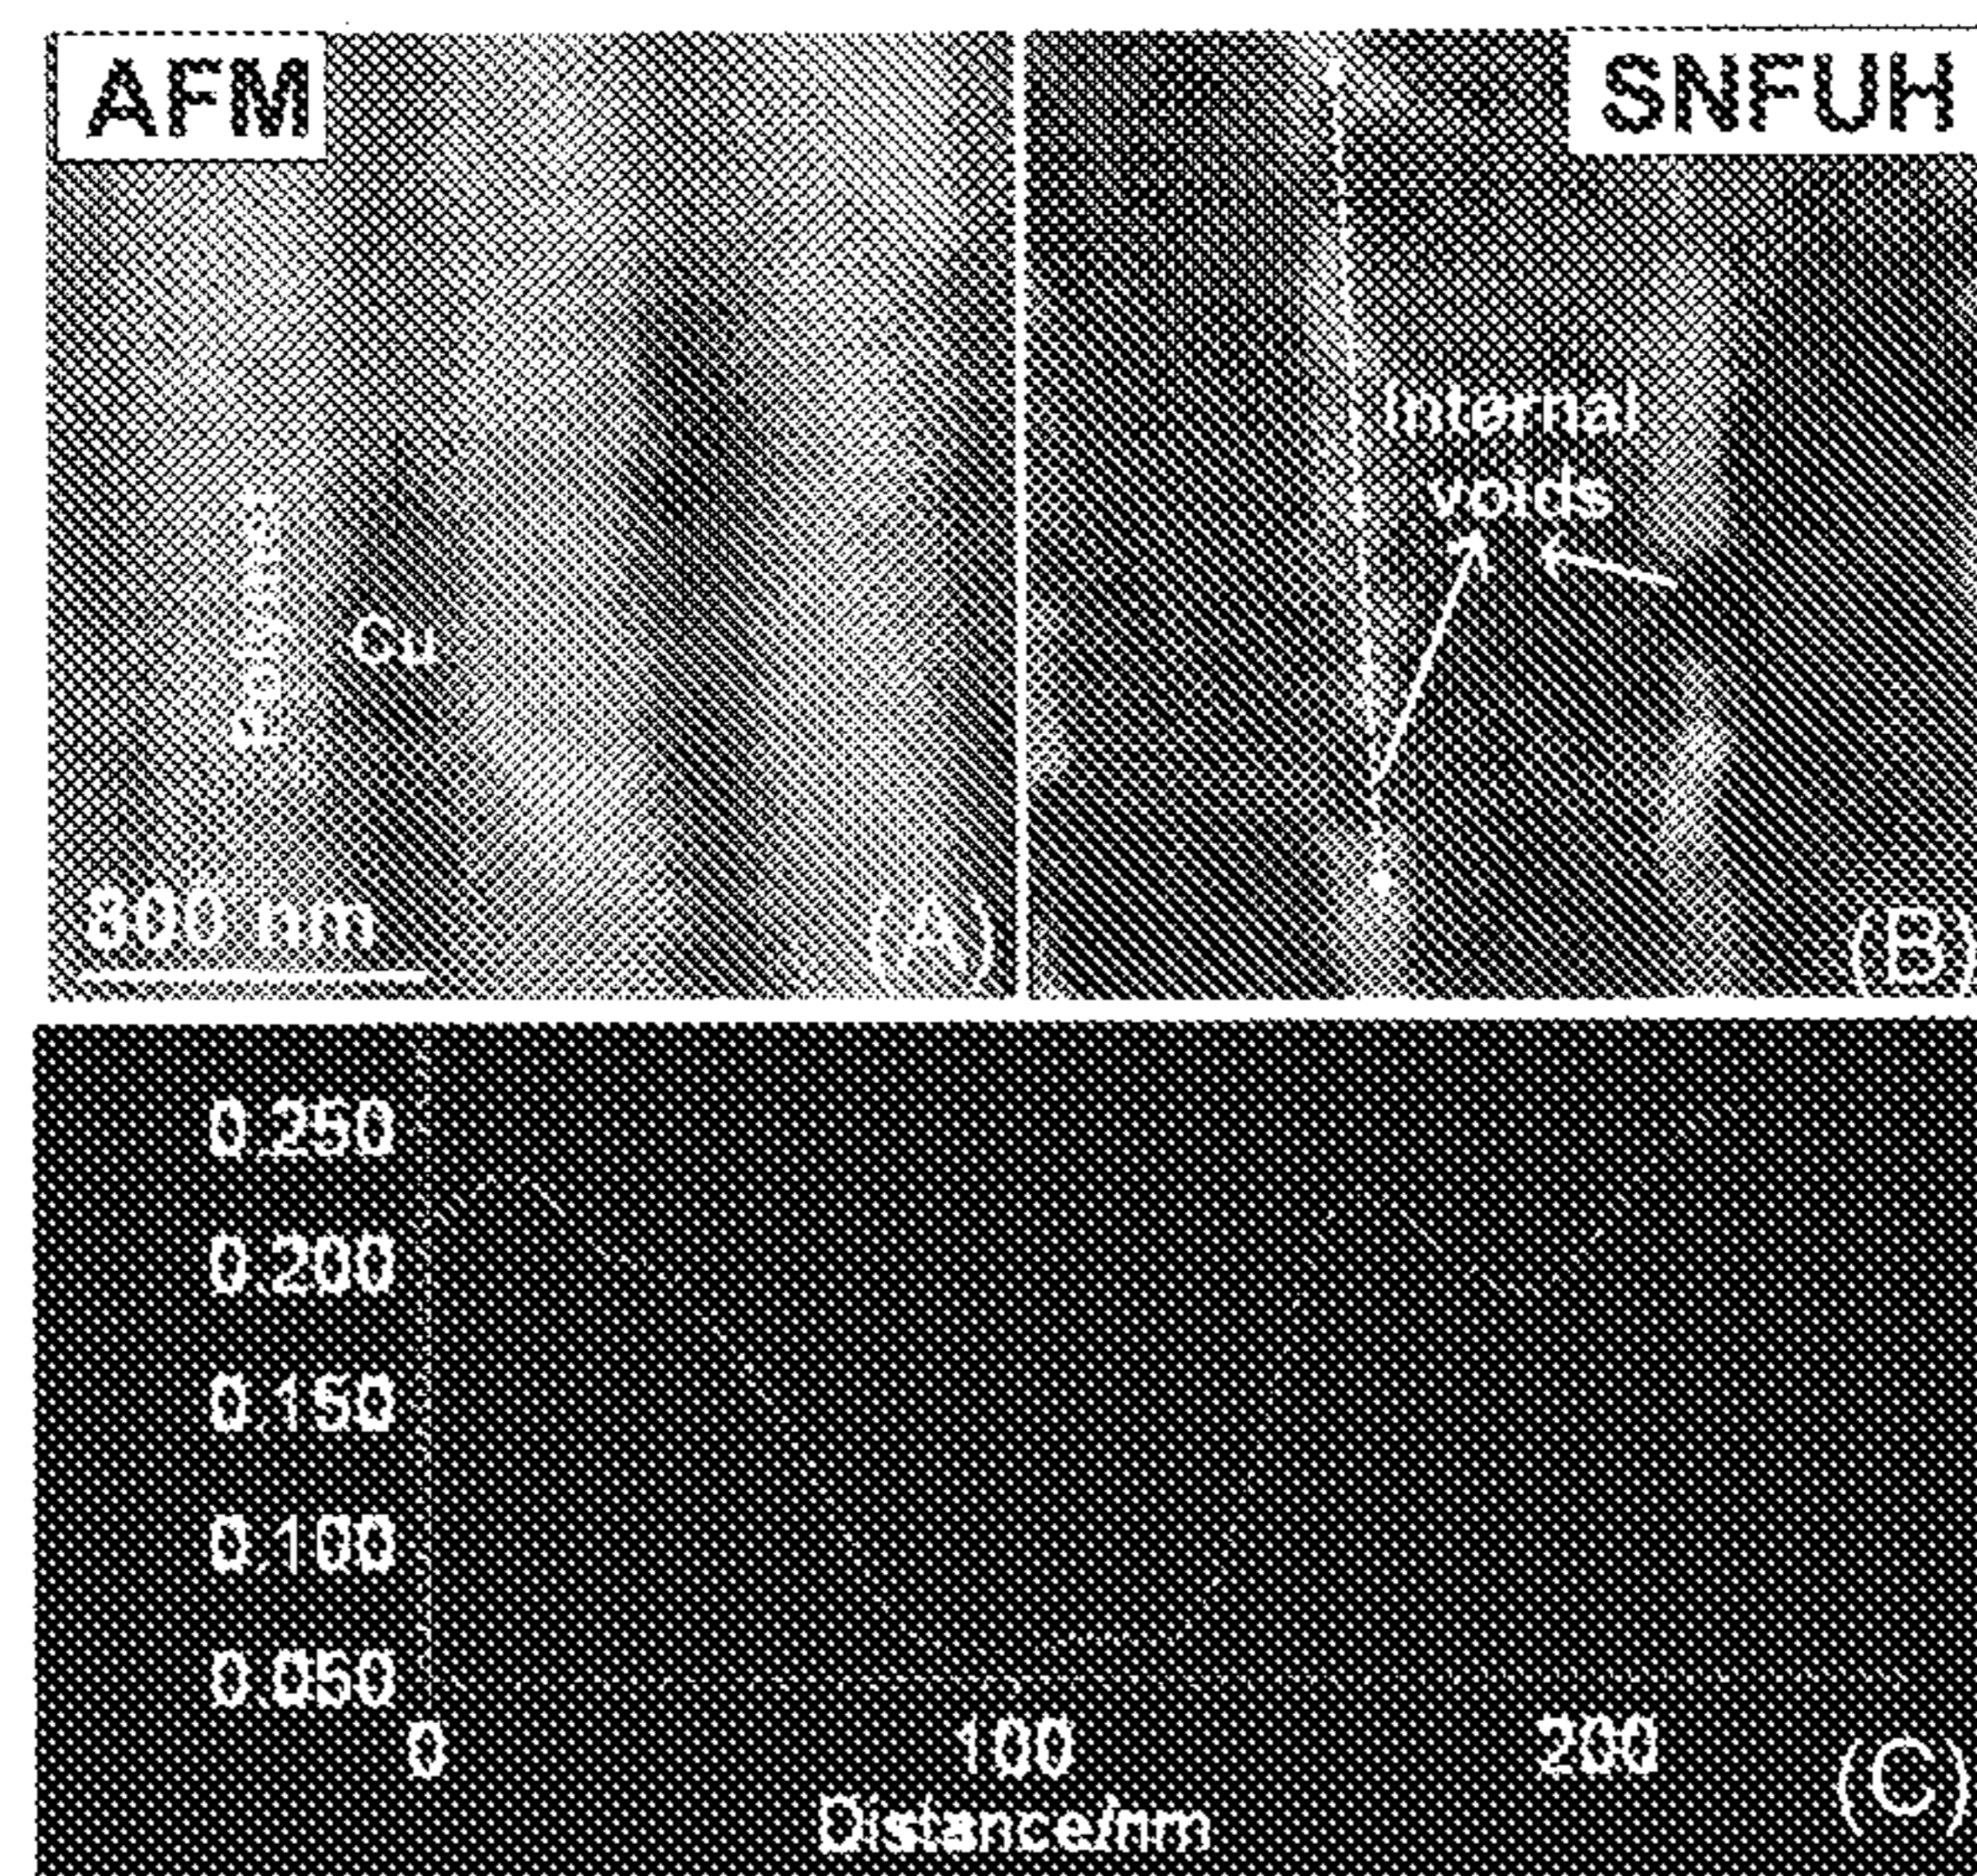 AFM
Polymer
Cu
800 nm
(A)
SNFUH
Internal
voids
(B)
0.250
0.200
0.150
0.100
0.050
0
100
200
Distance/nm
(C)